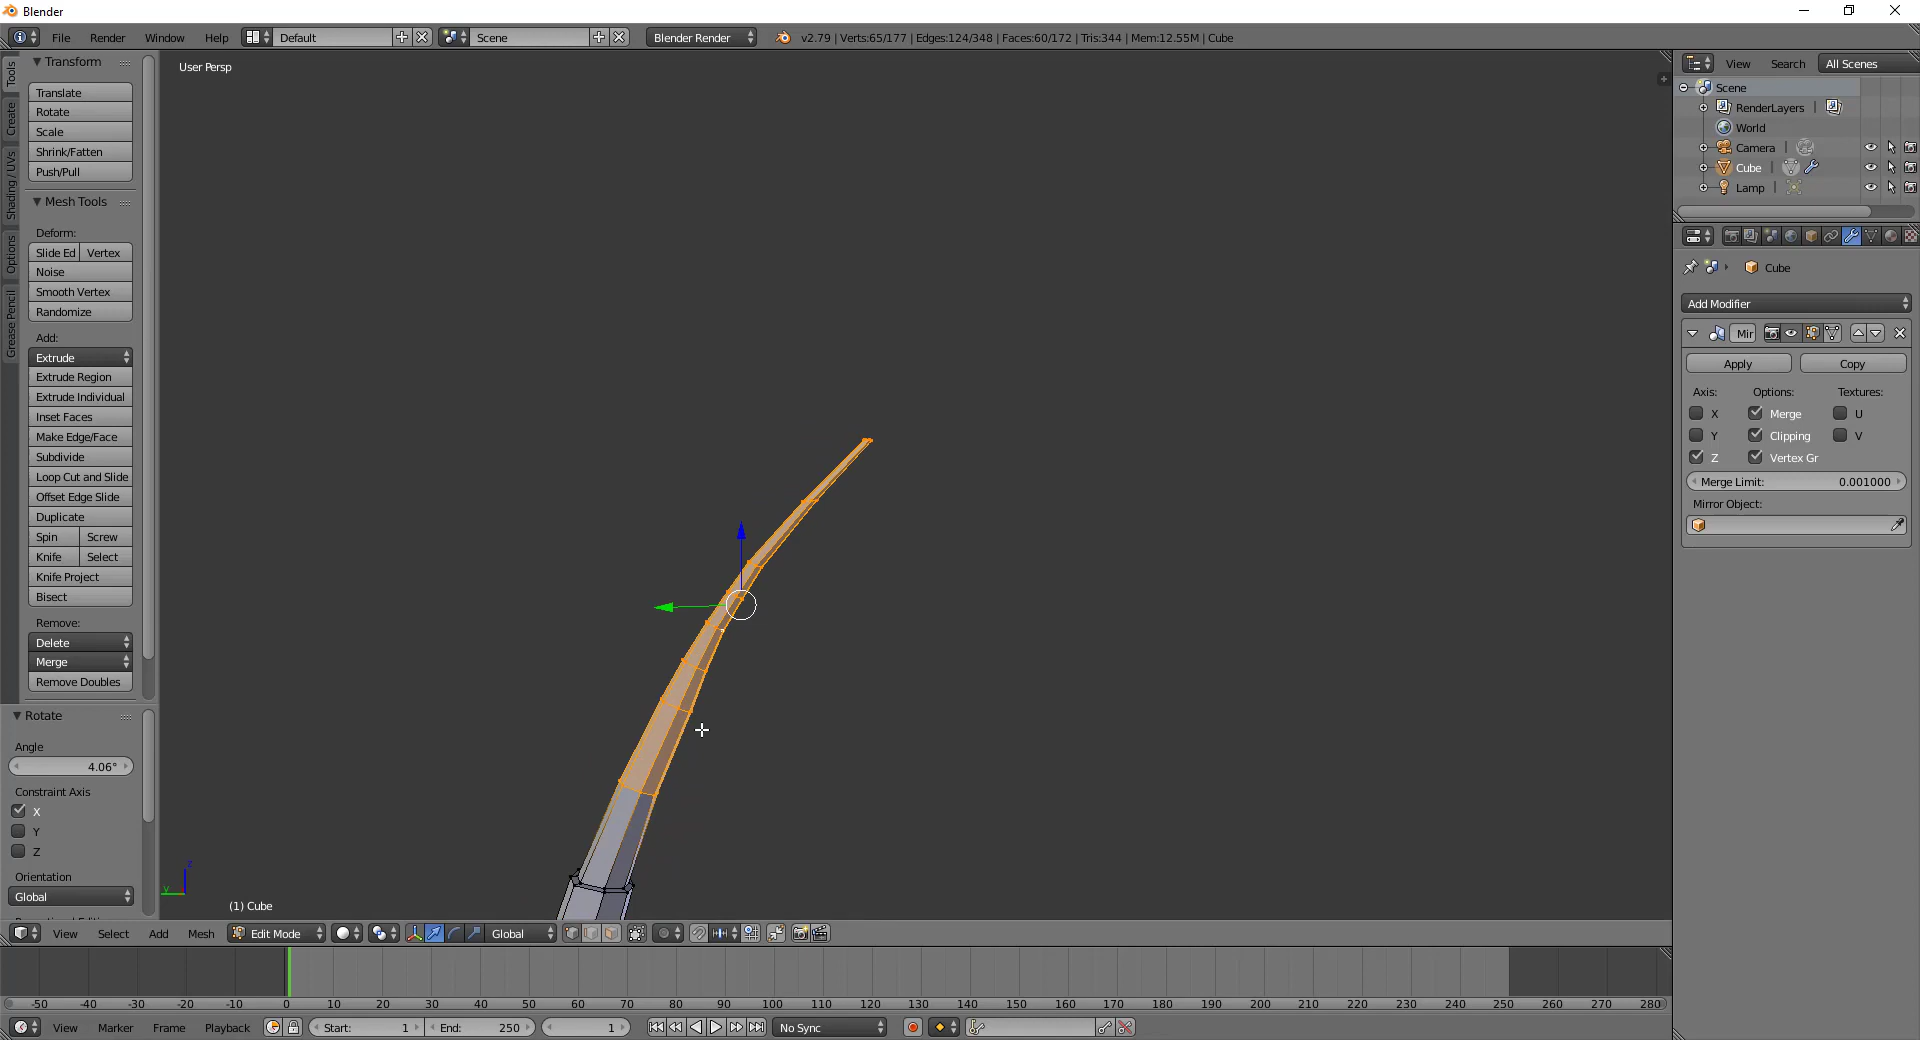 Blender
File Render Window Help Default Scene Blender Render v2.79 | Verts:65/177 | Edges:124/348 | Faces:60/172 | Tris:344 | Mem:12.55M | Cube
Tools
Create
Shading / UVs
Options
Grease Pencil
Transform
Translate
Rotate
Scale
Shrink/Fatten
Push/Pull
Mesh Tools
Deform:
Slide Ed Vertex
Noise
Smooth Vertex
Randomize
Add:
Extrude
Extrude Region
Extrude Individual
Inset Faces
Make Edge/Face
Subdivide
Loop Cut and Slide
Offset Edge Slide
Duplicate
Spin Screw
Knife Select
Knife Project
Bisect
Remove:
Delete
Merge
Remove Doubles
Rotate
Angle
4.06°
Constraint Axis
X
Y
Z
Orientation
Global
User Persp
z
y
(1) Cube
View Select Add Mesh Edit Mode Global
-50 -40 -30 -20 -10 0 10 20 30 40 50 60 70 80 90 100 110 120 130 140 150 160 170 180 190 200 210 220 230 240 250 260 270 280
View Marker Frame Playback Start: 1 End: 250 1 No Sync
View Search All Scenes
Scene
RenderLayers |
World
Camera |
Cube |
Lamp |
Cube
Add Modifier
Mir
Apply Copy
Axis: Options: Textures:
X Merge U
Y Clipping V
Z Vertex Gr
Merge Limit: 0.001000
Mirror Object: